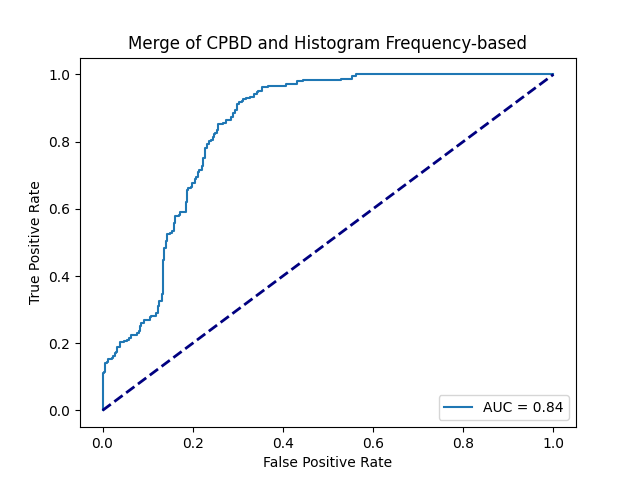 Merge of CPBD and Histogram Frequency-based
True Positive Rate
1.0
0.8
0.6
0.4
0.2
0.0
0.0 0.2 0.4 0.6 0.8 1.0
False Positive Rate
AUC = 0.84